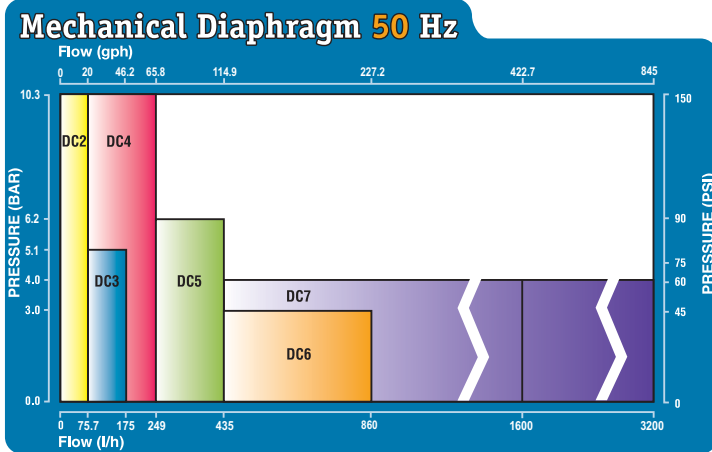 Mechanical Diaphragm 50 Hz
Flow (gph)
0 20 46.2 65.8 114.9 227.2 422.7 845
10.3 150
DC2 DC4
PRESSURE (BAR)
PRESSURE (PSI)
6.2 90
5.1 75
DC3 DC5
4.0 60
DC7
3.0 45
DC6
0.0 0
0 75.7 175 249 435 860 1600 3200
Flow (l/h)